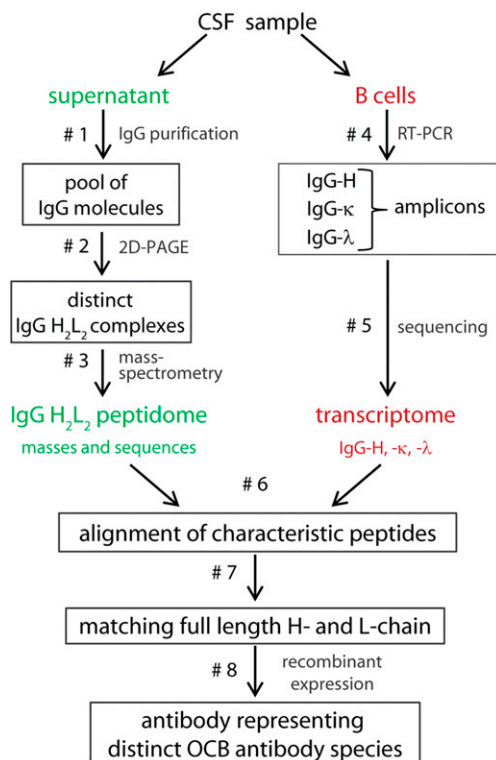 CSF sample
supernatant
B cells
# 1 IgG purification
# 4 RT-PCR
pool of
IgG molecules
IgG-H
IgG-κ
IgG-λ
amplicons
# 2 2D-PAGE
distinct
IgG H₂L₂ complexes
# 5 sequencing
# 3 mass-
spectrometry
IgG H₂L₂ peptidome
masses and sequences
transcriptome
IgG-H, -κ, -λ
# 6
alignment of characteristic peptides
# 7
matching full length H- and L-chain
# 8 recombinant
expression
antibody representing
distinct OCB antibody species